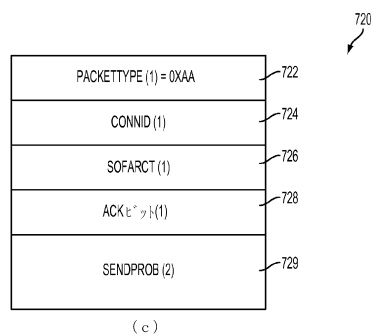 720
PACKETTYPE (1) = 0XAA
722
CONNID (1)
724
SOFARCT (1)
726
ACKビット(1)
728
SENDPROB (2)
729
(c)